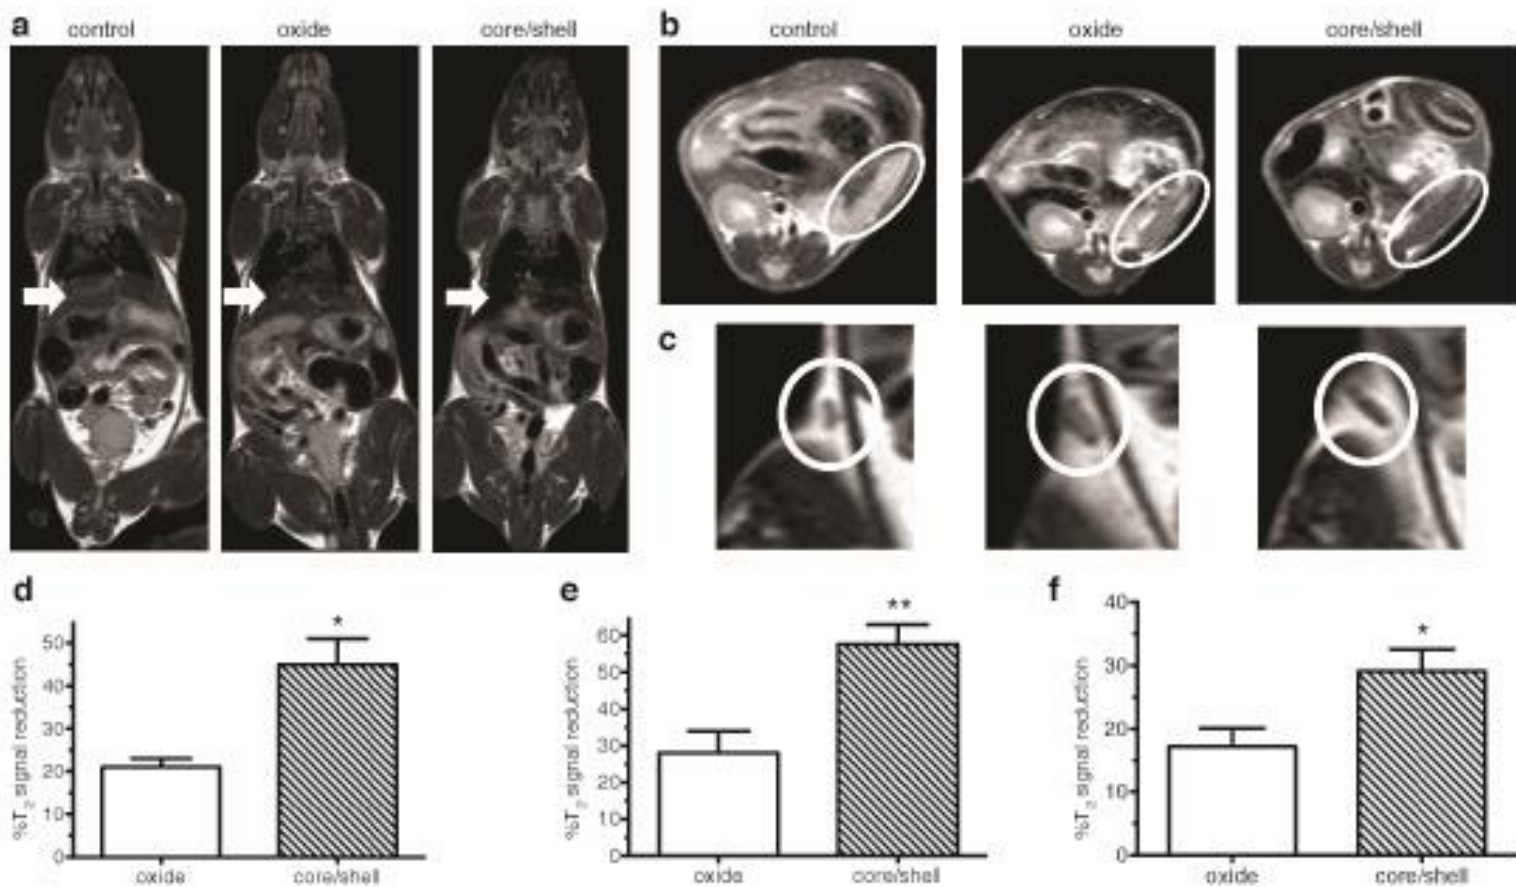 a
control oxide core/shell
b
control oxide core/shell
c
d
*
50
40
30
20
10
0
%T2 signal reduction
oxide core/shell
e
**
60
50
40
30
20
10
0
%T2 signal reduction
oxide core/shell
f
*
40
30
20
10
0
%T2 signal reduction
oxide core/shell